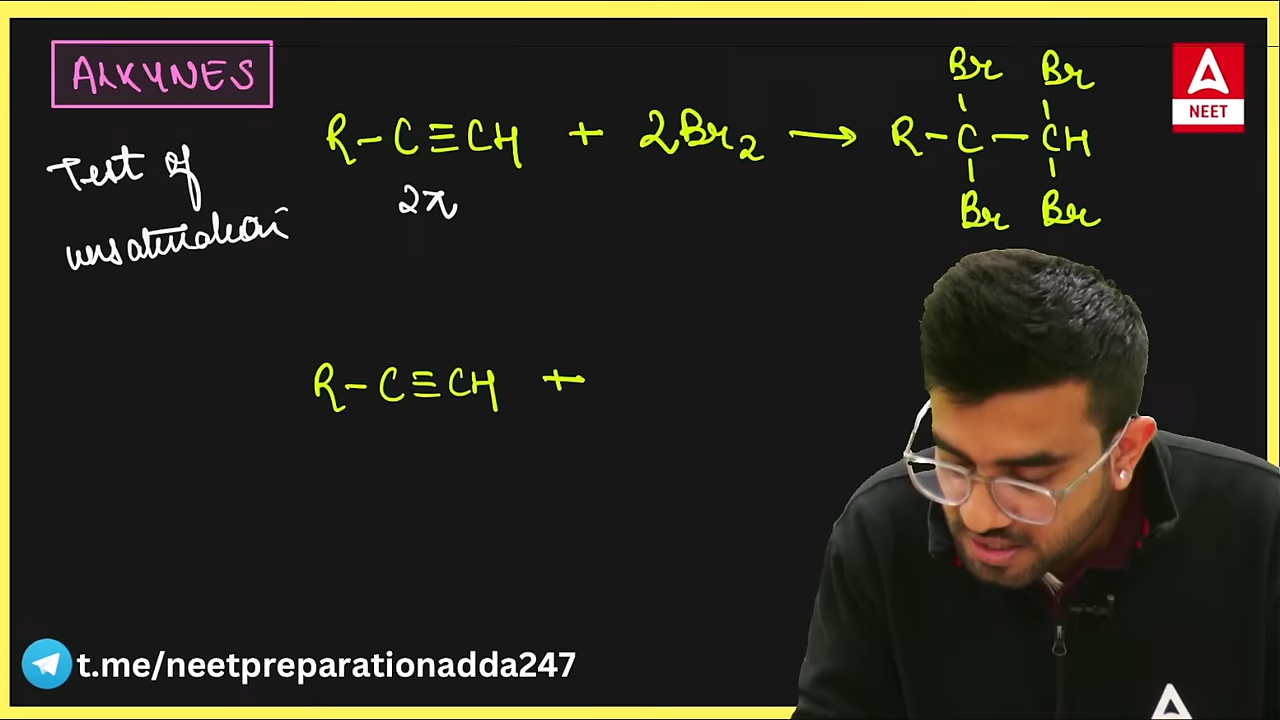 ALKYNES
Test of
unsaturation
R-C≡CH + 2Br2 → R-C-CH
Br Br
Br Br
2π
R-C≡CH +
NEET
t.me/neetpreparationadda247